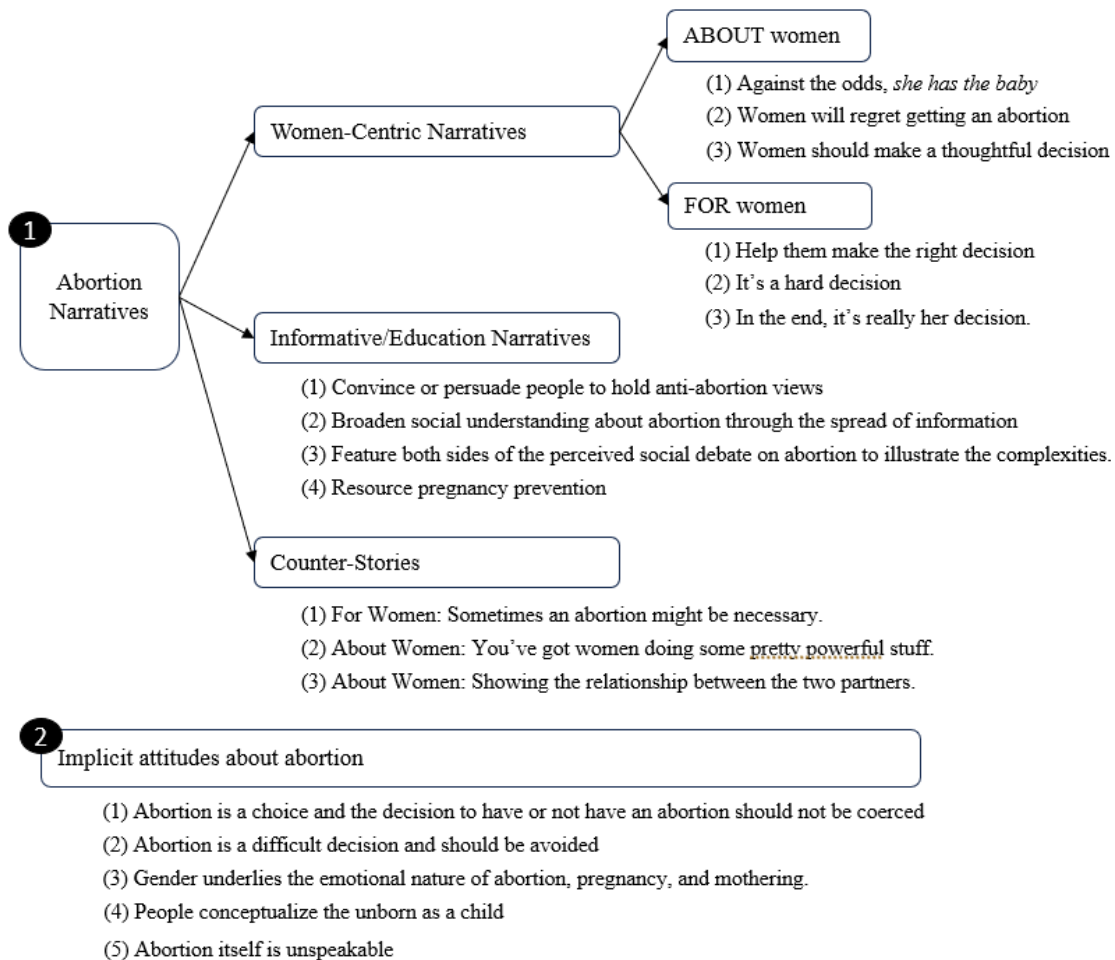 ABOUT women
(1) Against the odds, she has the baby
(2) Women will regret getting an abortion
(3) Women should make a thoughtful decision
Women-Centric Narratives
FOR women
(1) Help them make the right decision
(2) It's a hard decision
(3) In the end, it's really her decision.
1
Abortion
Narratives
Informative/Education Narratives
(1) Convince or persuade people to hold anti-abortion views
(2) Broaden social understanding about abortion through the spread of information
(3) Feature both sides of the perceived social debate on abortion to illustrate the complexities.
(4) Resource pregnancy prevention
Counter-Stories
(1) For Women: Sometimes an abortion might be necessary.
(2) About Women: You've got women doing some pretty powerful stuff.
(3) About Women: Showing the relationship between the two partners.
2
Implicit attitudes about abortion
(1) Abortion is a choice and the decision to have or not have an abortion should not be coerced
(2) Abortion is a difficult decision and should be avoided
(3) Gender underlies the emotional nature of abortion, pregnancy, and mothering.
(4) People conceptualize the unborn as a child
(5) Abortion itself is unspeakable